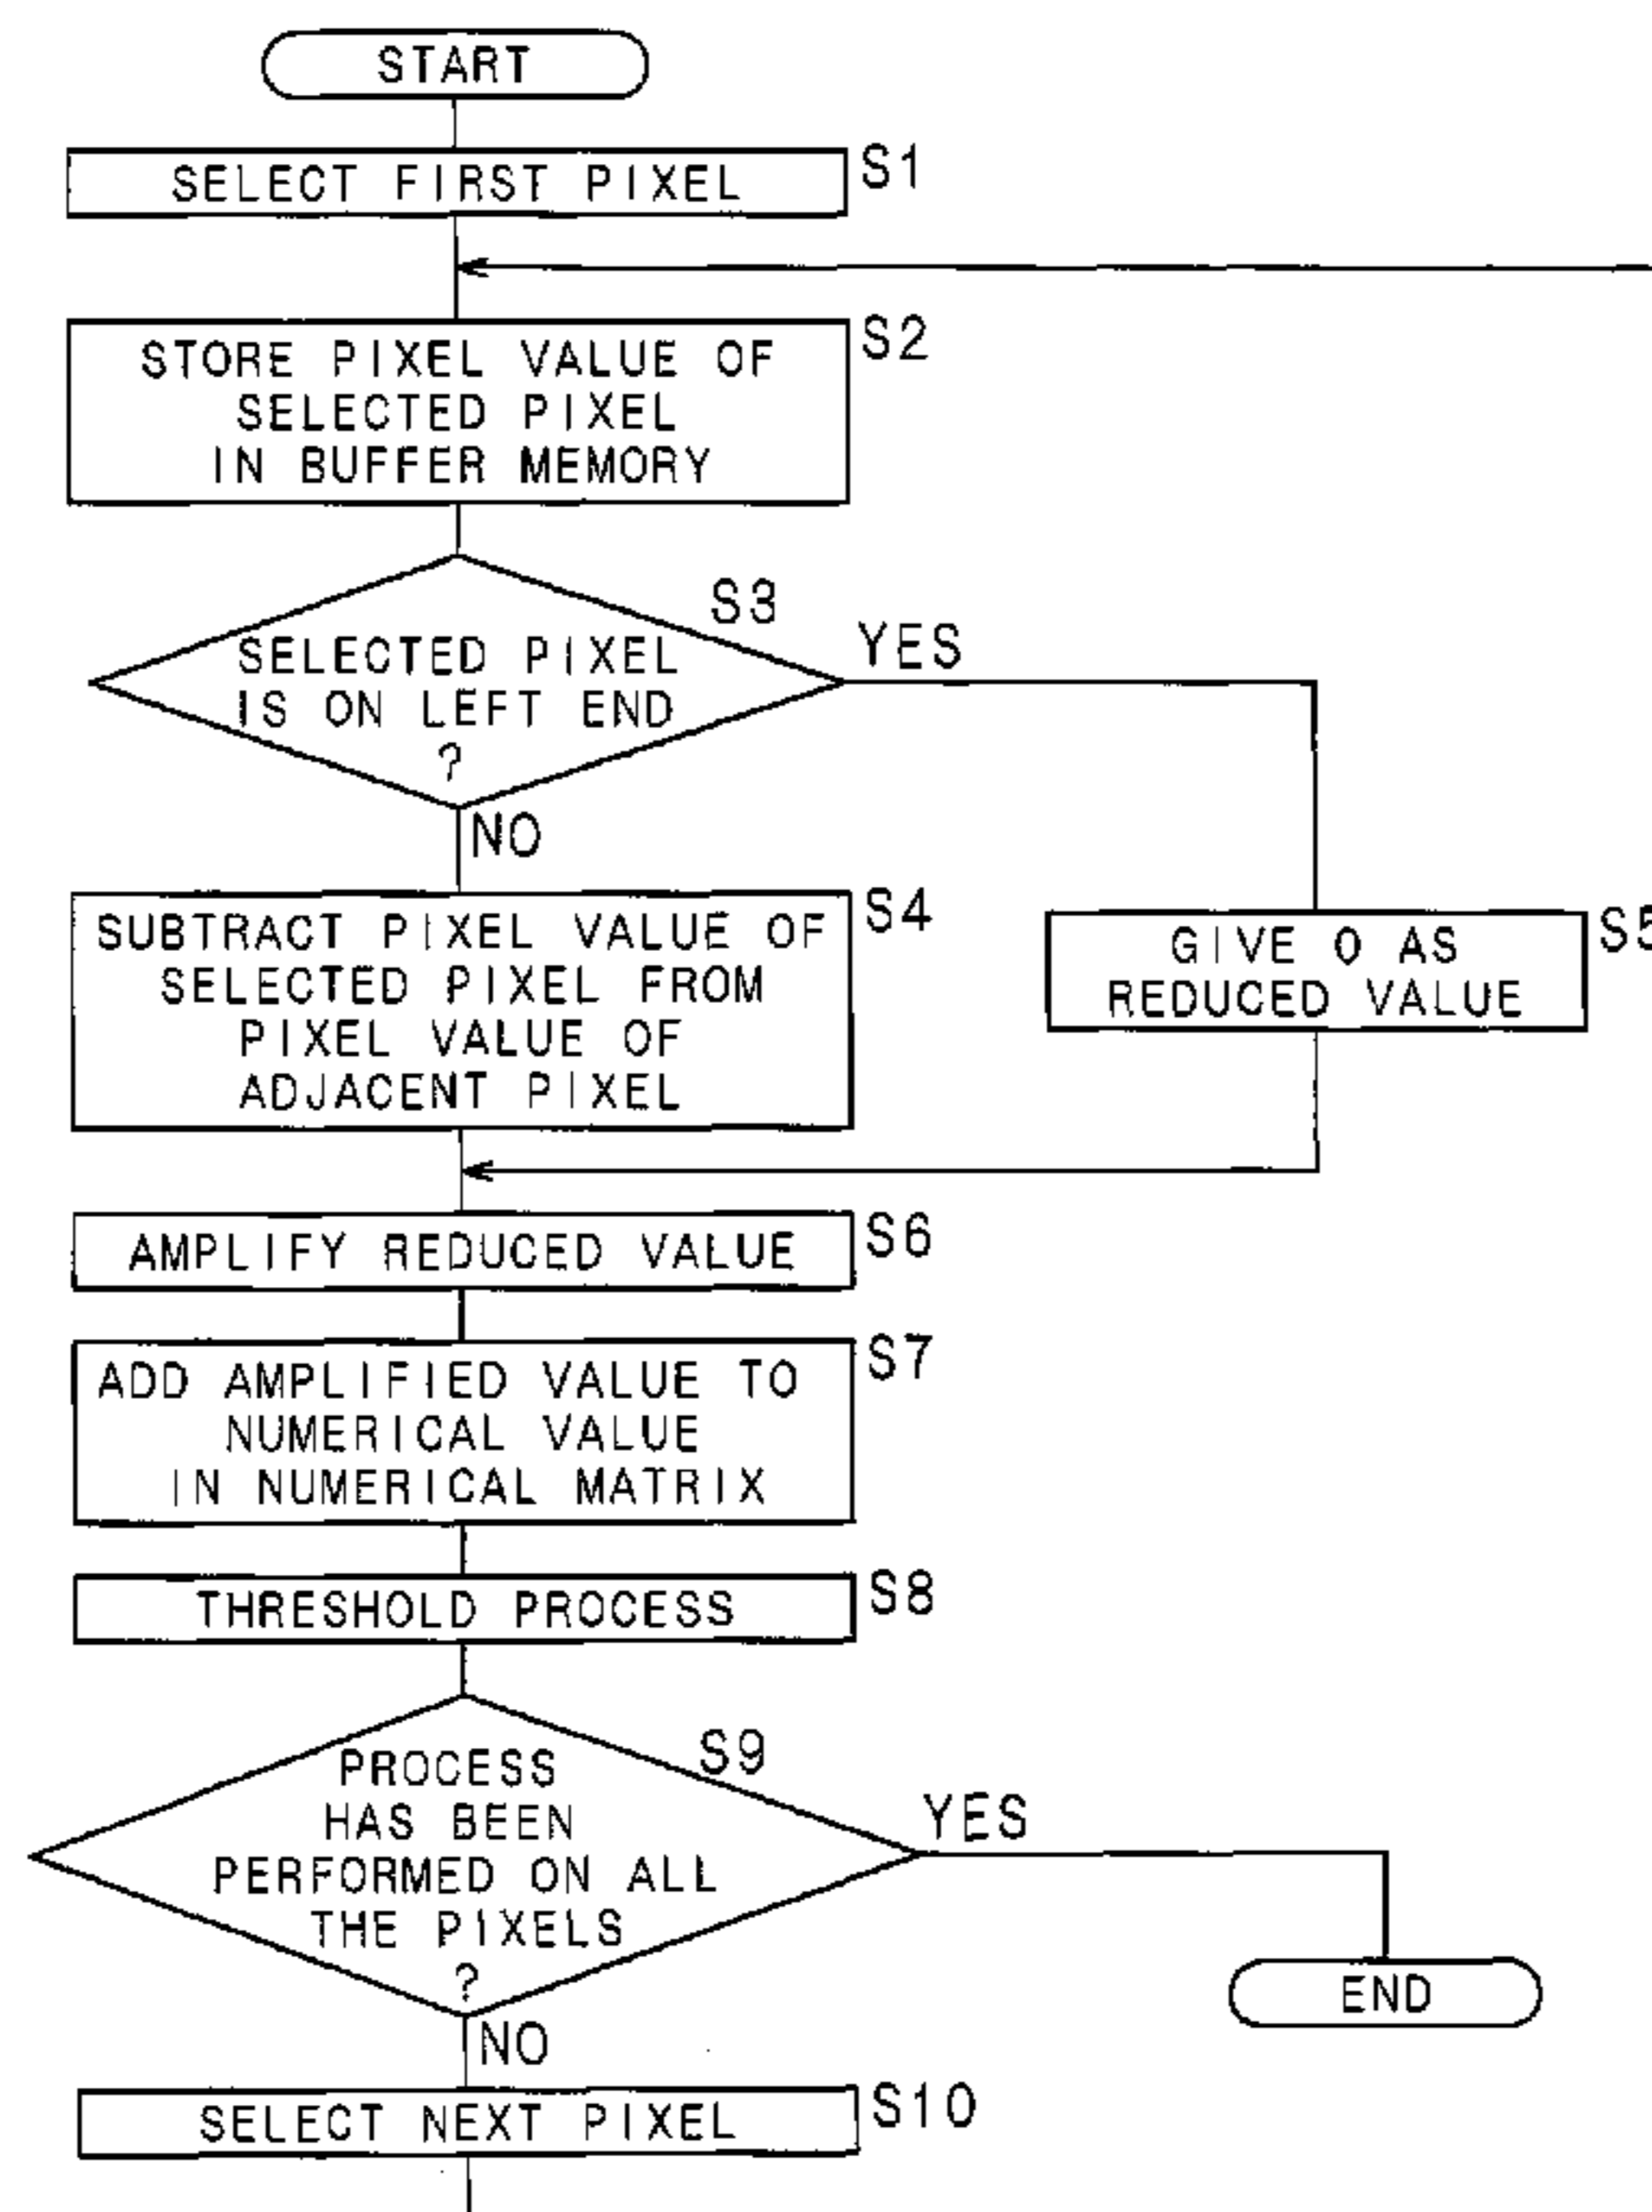 START
SELECT FIRST PIXEL
S1
STORE PIXEL VALUE OF
SELECTED PIXEL
IN BUFFER MEMORY
S2
S3
SELECTED PIXEL
IS ON LEFT END
?
YES
NO
SUBTRACT PIXEL VALUE OF
SELECTED PIXEL FROM
PIXEL VALUE OF
ADJACENT PIXEL
S4
GIVE 0 AS
REDUCED VALUE
S5
AMPLIFY REDUCED VALUE
S6
ADD AMPLIFIED VALUE TO
NUMERICAL VALUE
IN NUMERICAL MATRIX
S7
THRESHOLD PROCESS
S8
S9
PROCESS
HAS BEEN
PERFORMED ON ALL
THE PIXELS
?
YES
END
NO
SELECT NEXT PIXEL
S10